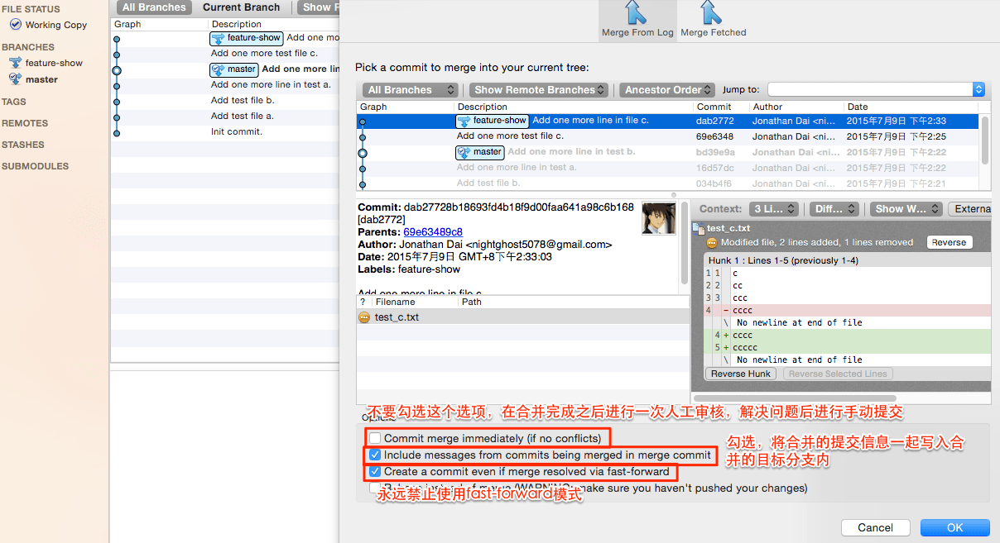 FILE STATUS
Working Copy
BRANCHES
feature-show
master
TAGS
REMOTES
STASHES
SUBMODULES
All Branches
Current Branch
Show
Graph Description
feature-show Add one mo
Add one more test file c.
master Add one more lin
Add one more line in test a.
Add test file b.
Add test file a.
Init commit.
Merge From Log Merge Fetched
Pick a commit to merge into your current tree:
All Branches Show Remote Branches Ancestor Order Jump to:
Graph Description Commit Author Date
feature-show Add one more line in file c. dab2772 Jonathan Dai <ni... 2015年7月9日 下午2:33
Add one more test file c. 69e6348 Jonathan Dai <ni... 2015年7月9日 下午2:25
master Add one more line in test b. bd39e9a Jonathan Dai <ni... 2015年7月9日 下午2:22
Add one more line in test a. 16d57dc Jonathan Dai <ni... 2015年7月9日 下午2:22
Add test file b. 034b4f6 Jonathan Dai <ni... 2015年7月9日 下午2:21
Commit: dab27728b18693fd4b18f9d00faa641a98c6b168
[dab2772]
Parents: 69e63489c8
Author: Jonathan Dai <nightghost5078@gmail.com>
Date: 2015年7月9日 GMT+8下午2:33:03
Labels: feature-show
Add one more line in file c
? Filename Path
test_c.txt
Context: 3 Li... Diff... Show W... Externa
test_c.txt
Modified file, 2 lines added, 1 lines removed Reverse
Hunk 1 : Lines 1-5 (previously 1-4)
1 1 c
2 2 cc
3 3 ccc
4 - cccc
\ No newline at end of file
4 + cccc
5 + ccccc
\ No newline at end of file
Reverse Hunk Reverse Selected Lines
不要勾选这个选项，在合并完成之后进行一次人工审核，解决问题后进行手动提交
Options
Commit merge immediately (if no conflicts)
Include messages from commits being merged in merge commit
Create a commit even if merge resolved via fast-forward
勾选，将合并的提交信息一起写入合
并的目标分支内
make sure you haven't pushed your changes)
永远禁止使用fast-forward模式
Cancel OK